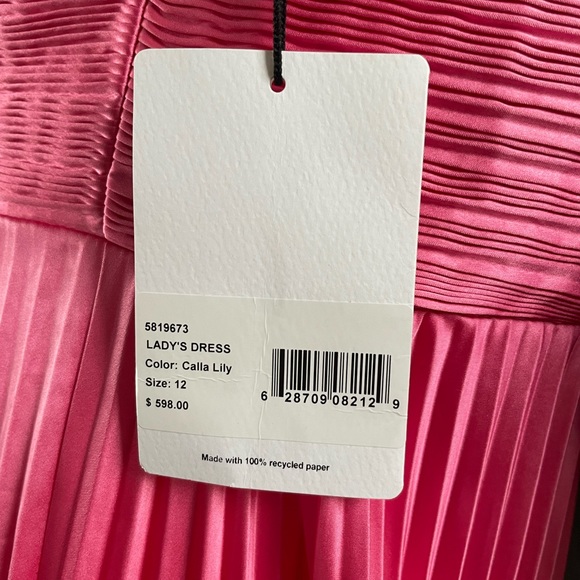 5819673
LADY'S DRESS
Color: Calla Lily
Size: 12
$ 598.00
6 28709 08212 9
Made with 100% recycled paper